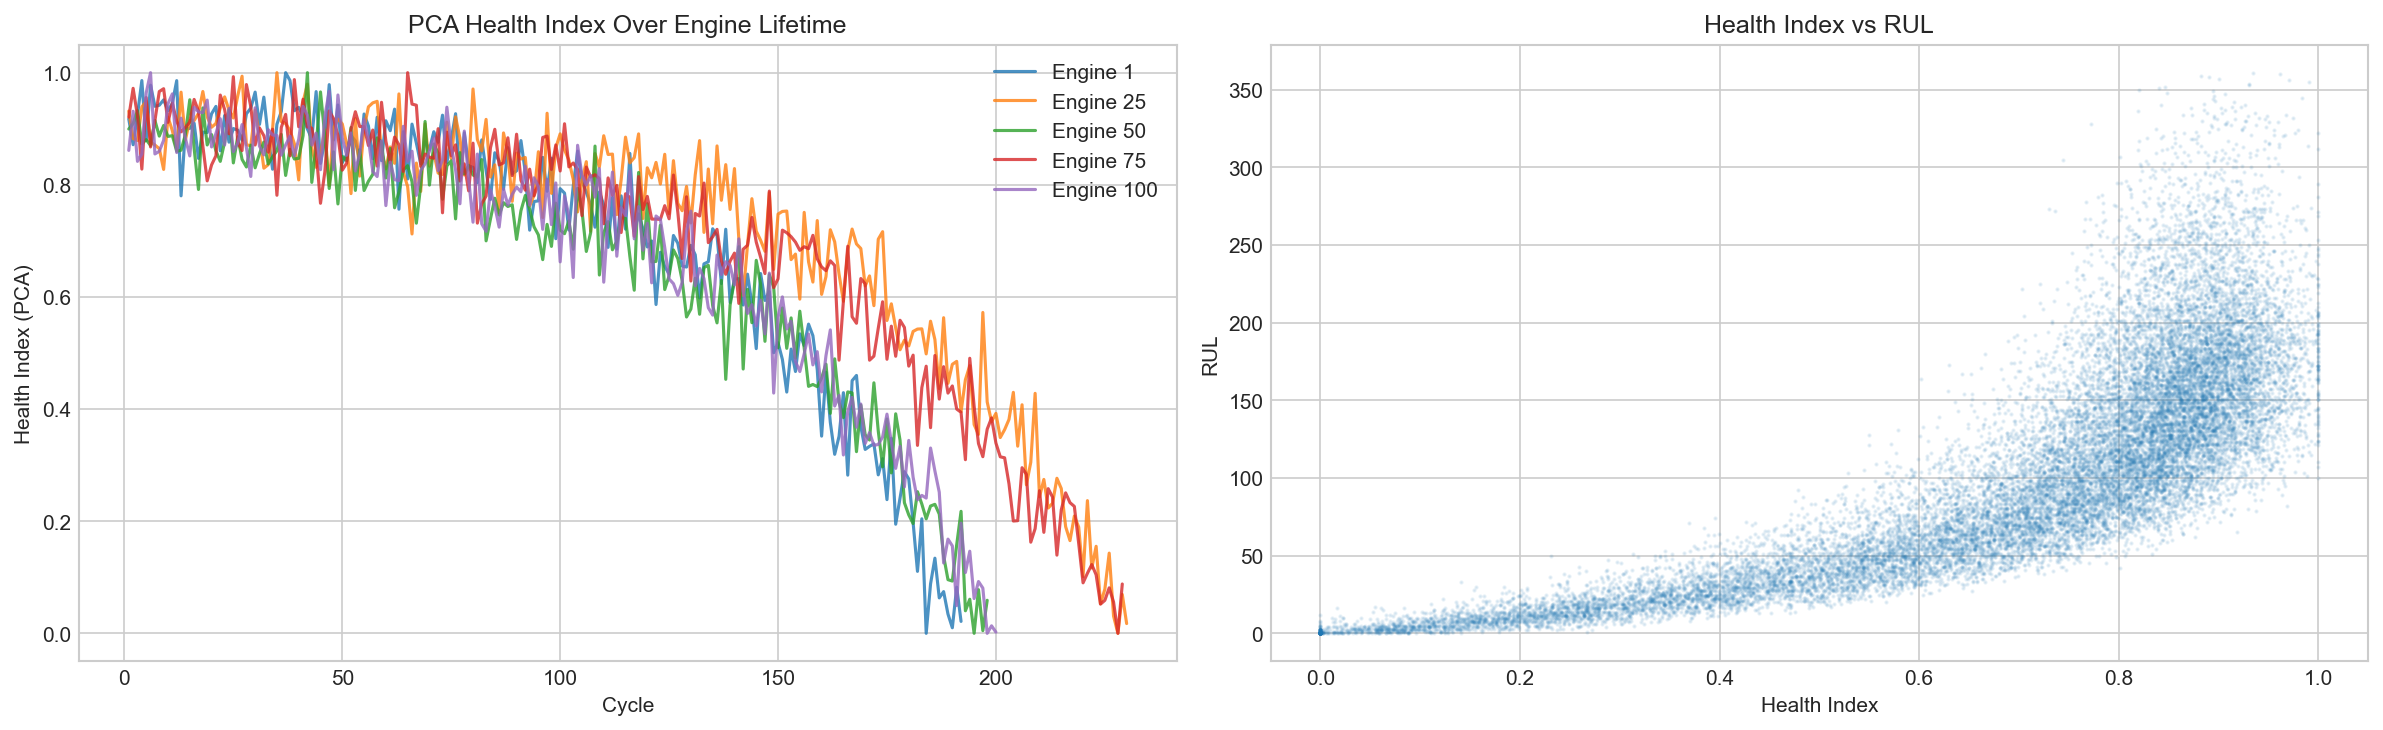 PCA Health Index Over Engine Lifetime
Health Index (PCA)
1.0
0.8
0.6
0.4
0.2
0.0
0
50
100
150
200
Cycle
Engine 1
Engine 25
Engine 50
Engine 75
Engine 100
Health Index vs RUL
RUL
350
300
250
200
150
100
50
0
0.0
0.2
0.4
0.6
0.8
1.0
Health Index